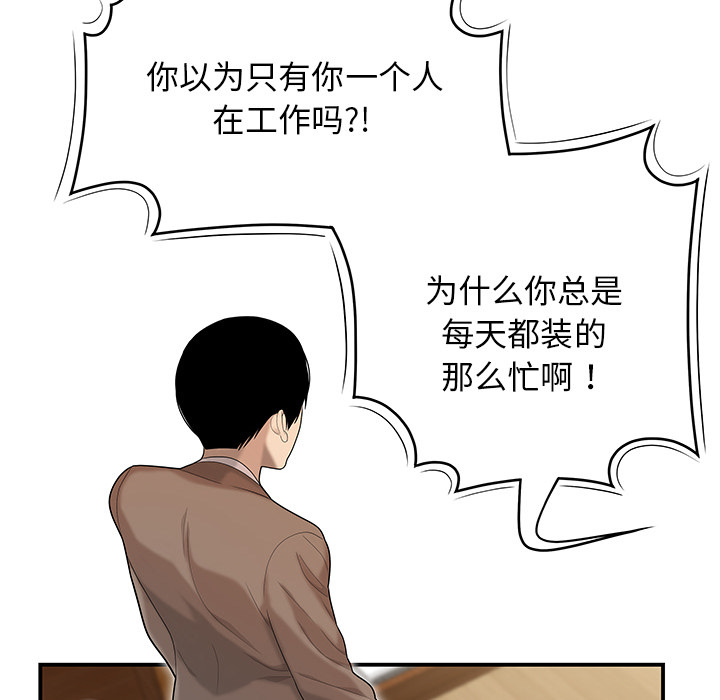 你以为只有你一个人
在工作吗?!
为什么你总是
每天都装的
那么忙啊！